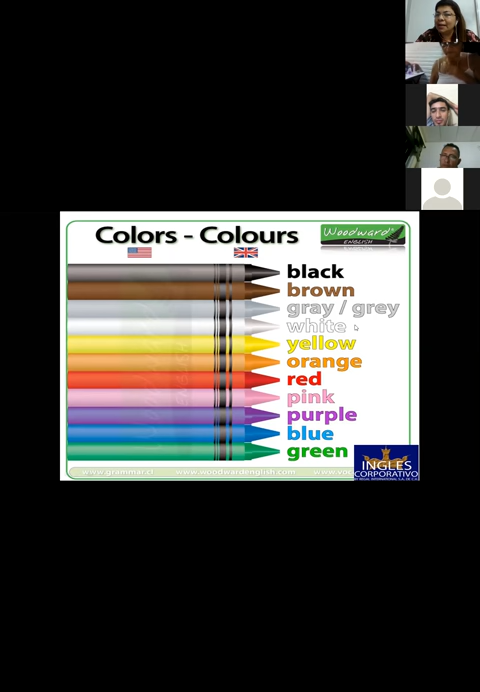 Colors - Colours
Woodward®
ENGLISH
black
brown
gray / grey
white
yellow
orange
red
pink
purple
blue
green
www.grammar.cl www.woodwardenglish.com
INGLES
CORPORATIVO